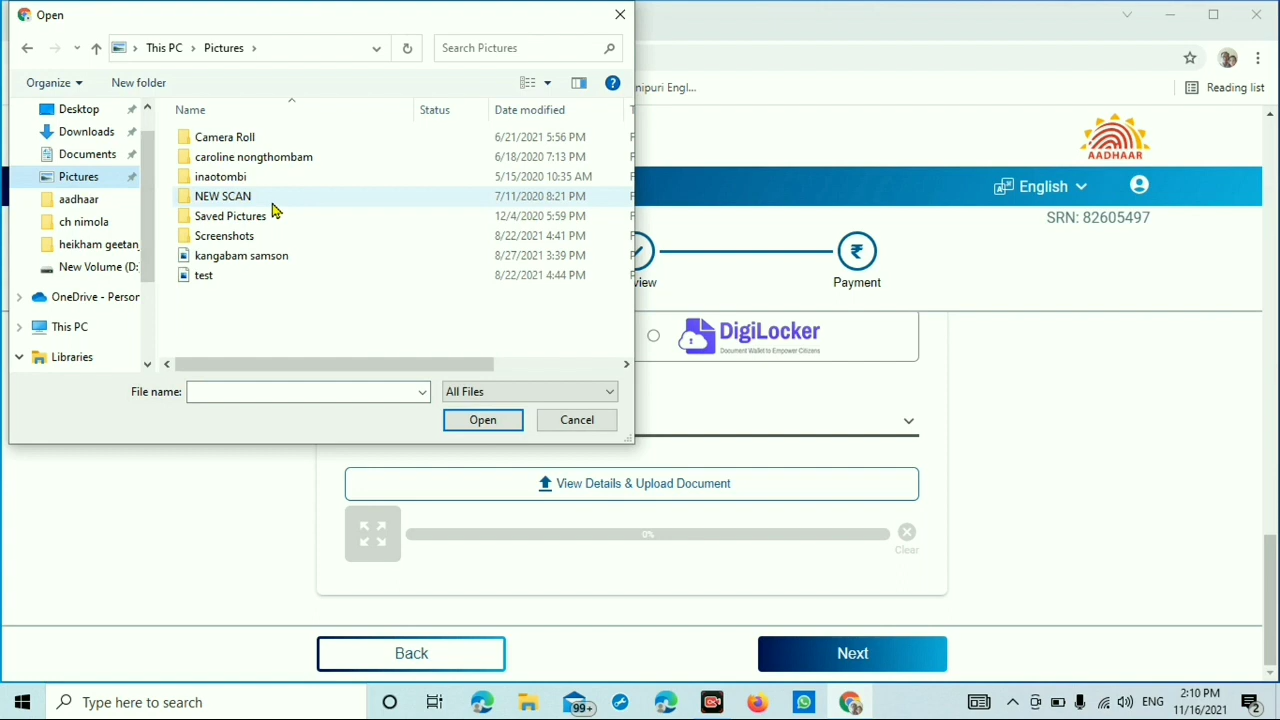 Open
This PC
Pictures
Search Pictures
Organize
New folder
Name
Status
Date modified
Desktop
Downloads
Documents
Pictures
aadhaar
ch nimola
heikham geetan
New Volume (D:
OneDrive - Person
This PC
Libraries
Camera Roll 6/21/2021 5:56 PM
caroline nongthombam 6/18/2020 7:13 PM
inaotombi 5/15/2020 10:35 AM
NEW SCAN 7/11/2020 8:21 PM
Saved Pictures 12/4/2020 5:59 PM
Screenshots 8/22/2021 4:41 PM
kangabam samson 8/27/2021 3:39 PM
test 8/22/2021 4:44 PM
File name:
All Files
Open
Cancel
nipuri Engl...
Reading list
AADHAAR
English
SRN: 82605497
view
Payment
DigiLocker
Document Wallet to Empower Citizens
View Details & Upload Document
0%
Clear
Back
Next
Type here to search
99+
ENG
2:10 PM
11/16/2021
2